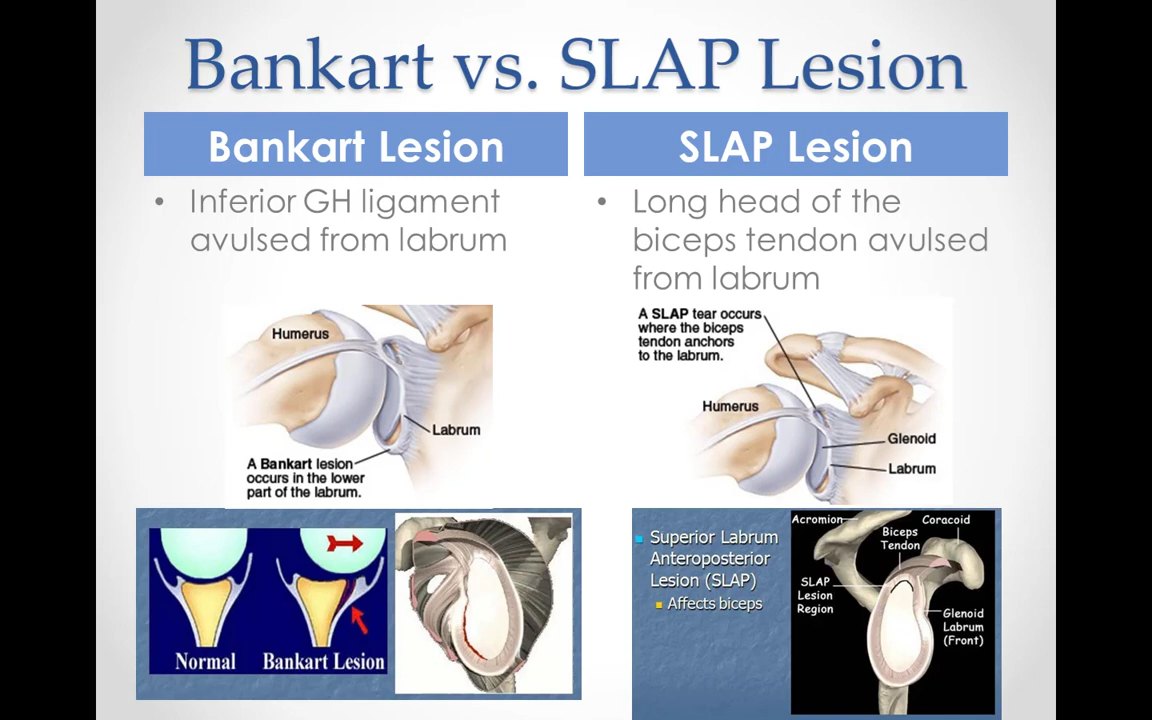 Bankart vs. SLAP Lesion
Bankart Lesion
• Inferior GH ligament
avulsed from labrum
Humerus
Labrum
A Bankart lesion
occurs in the lower
part of the labrum.
Normal
Bankart Lesion
SLAP Lesion
• Long head of the
biceps tendon avulsed
from labrum
A SLAP tear occurs
where the biceps
tendon anchors
to the labrum.
Humerus
Glenoid
Labrum
Superior Labrum
Anteroposterior
Lesion (SLAP)
Affects biceps
Acromion
Coracoid
Biceps
Tendon
SLAP
Lesion
Region
Glenoid
Labrum
(Front)